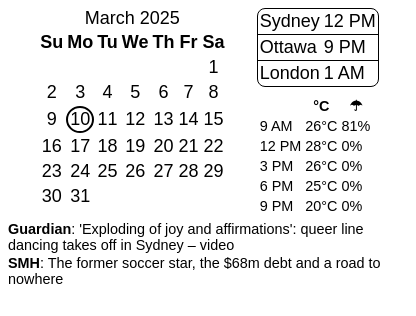 March 2025
Su Mo Tu We Th Fr Sa
1
2 3 4 5 6 7 8
9 10 11 12 13 14 15
16 17 18 19 20 21 22
23 24 25 26 27 28 29
30 31
Sydney 12 PM
Ottawa 9 PM
London 1 AM
°C ☂
9 AM 26°C 81%
12 PM 28°C 0%
3 PM 26°C 0%
6 PM 25°C 0%
9 PM 20°C 0%
Guardian: 'Exploding of joy and affirmations': queer line
dancing takes off in Sydney – video
SMH: The former soccer star, the $68m debt and a road to
nowhere